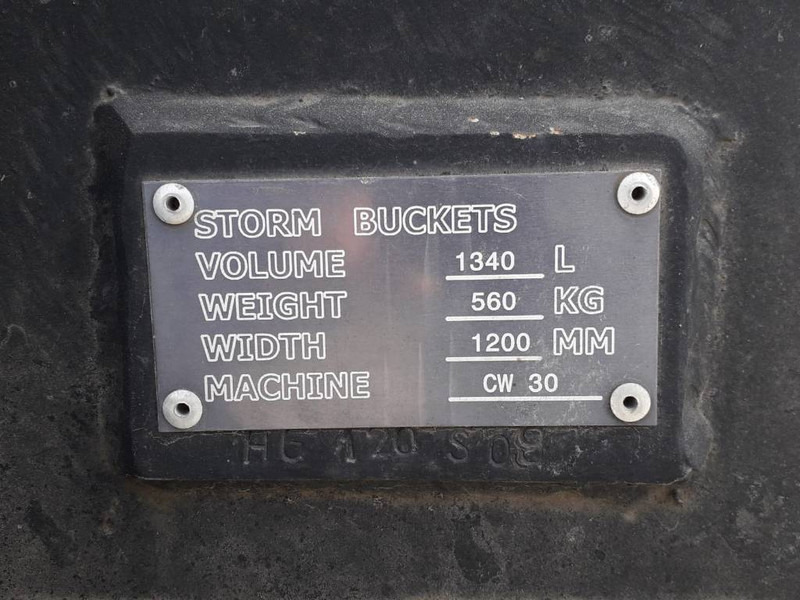 STORM BUCKETS
VOLUME 1340 L
WEIGHT 560 KG
WIDTH 1200 MM
MACHINE CW 30